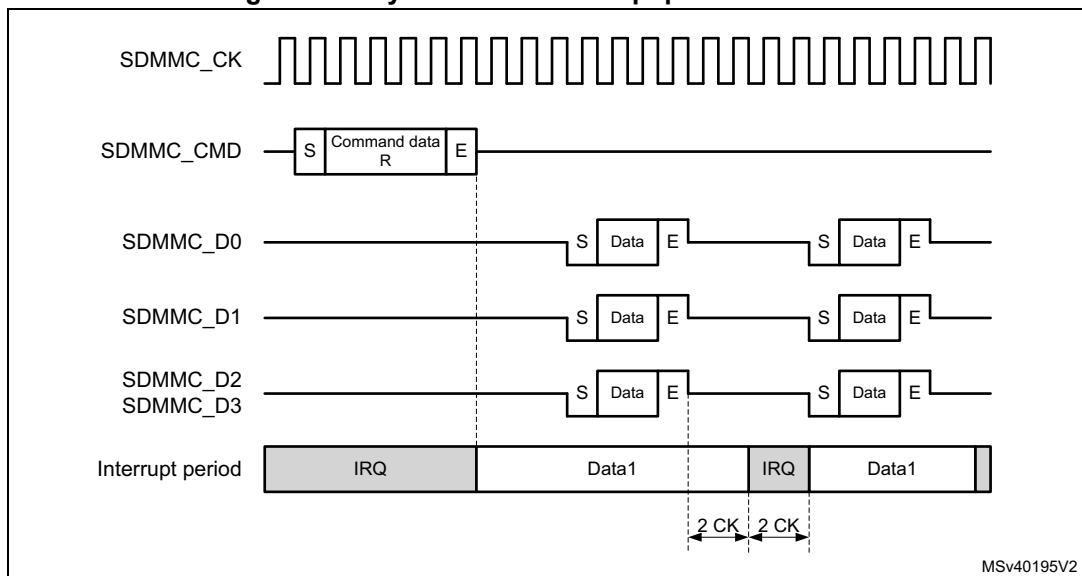 SDMMC_CK
SDMMC_CMD
S
Command data
R
E
SDMMC_D0
S Data E S Data E
SDMMC_D1
S Data E S Data E
SDMMC_D2
SDMMC_D3
S Data E S Data E
Interrupt period
IRQ Data1 IRQ Data1
2 CK 2 CK
MSv40195V2